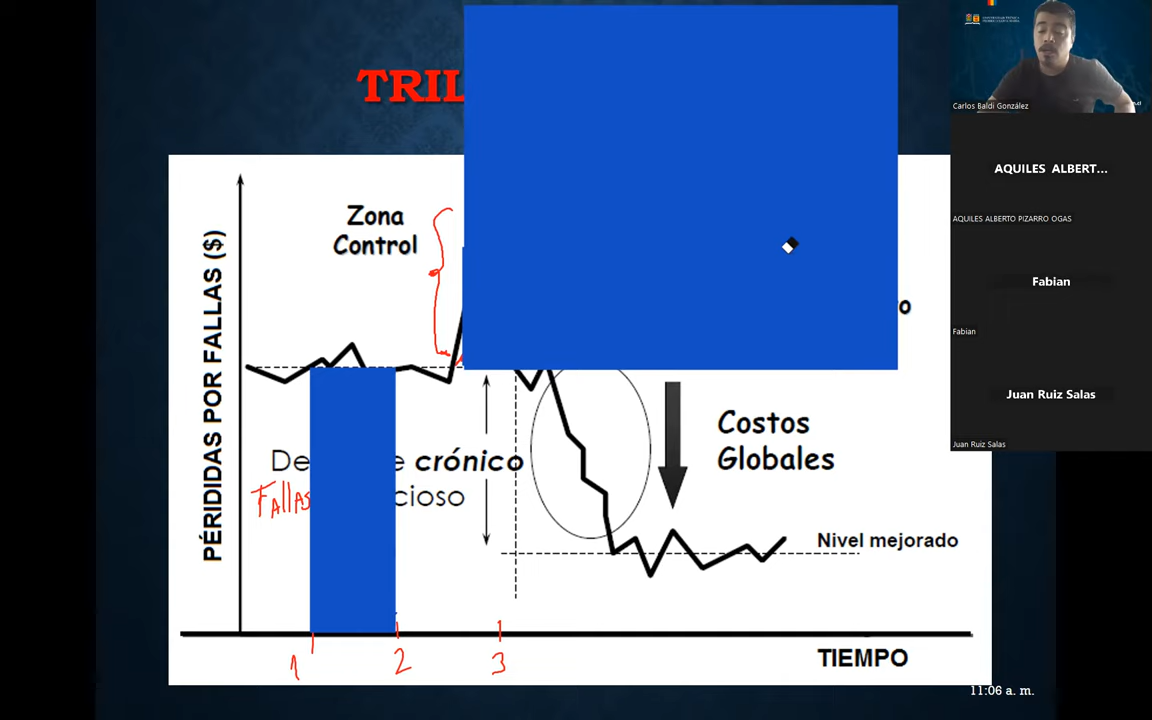 TRIL
Zona
Control
PÉRIDIDAS POR FALLAS ($)
De e crónico
FALLAS cioso
Costos
Globales
Nivel mejorado
1 2 3
TIEMPO
11:06 a. m.
Carlos Baldi González
AQUILES ALBERT...
AQUILES ALBERTO PIZARRO OGAS
Fabian
Fabian
Juan Ruiz Salas
Juan Ruiz Salas